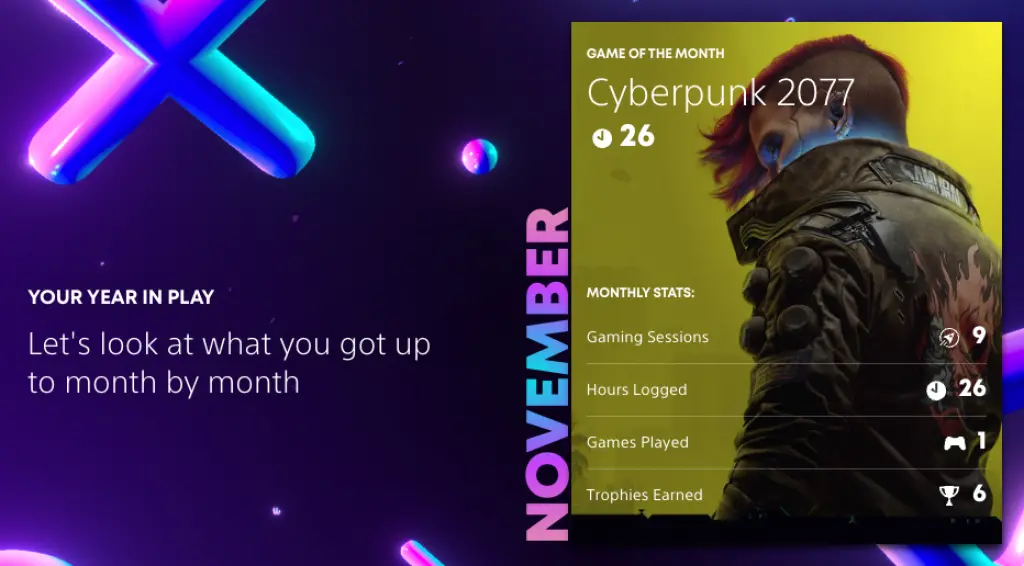 YOUR YEAR IN PLAY
Let's look at what you got up
to month by month
NOVEMBER
GAME OF THE MONTH
Cyberpunk 2077
26
SAMURAI
MONTHLY STATS:
Gaming Sessions 9
Hours Logged 26
Games Played 1
Trophies Earned 6